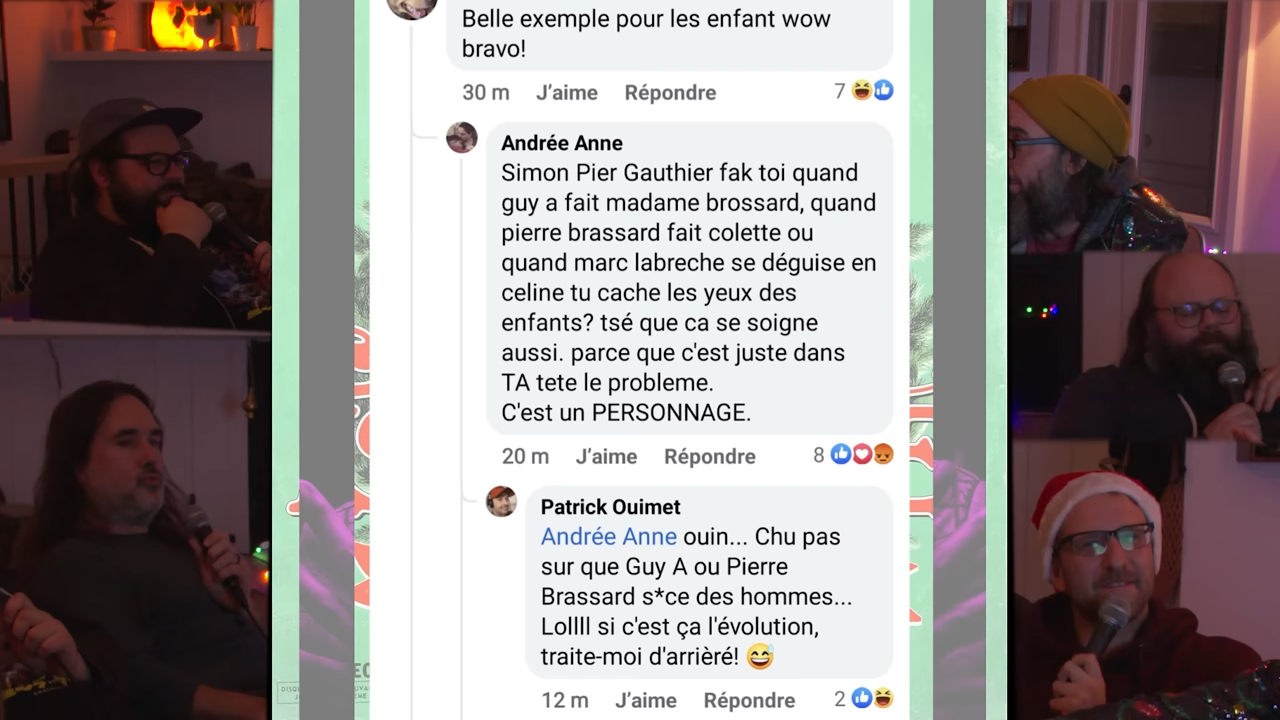 Belle exemple pour les enfant wow
bravo!
30 m J’aime Répondre 7
Andrée Anne
Simon Pier Gauthier fak toi quand
guy a fait madame brossard, quand
pierre brassard fait colette ou
quand marc labreche se déguise en
celine tu cache les yeux des
enfants? tsé que ca se soigne
aussi. parce que c'est juste dans
TA tete le probleme.
C'est un PERSONNAGE.
20 m J’aime Répondre 8
Patrick Ouimet
Andrée Anne ouin... Chu pas
sur que Guy A ou Pierre
Brassard s*ce des hommes...
Lollll si c'est ça l'évolution,
traite-moi d'arrièré!
12 m J’aime Répondre 2